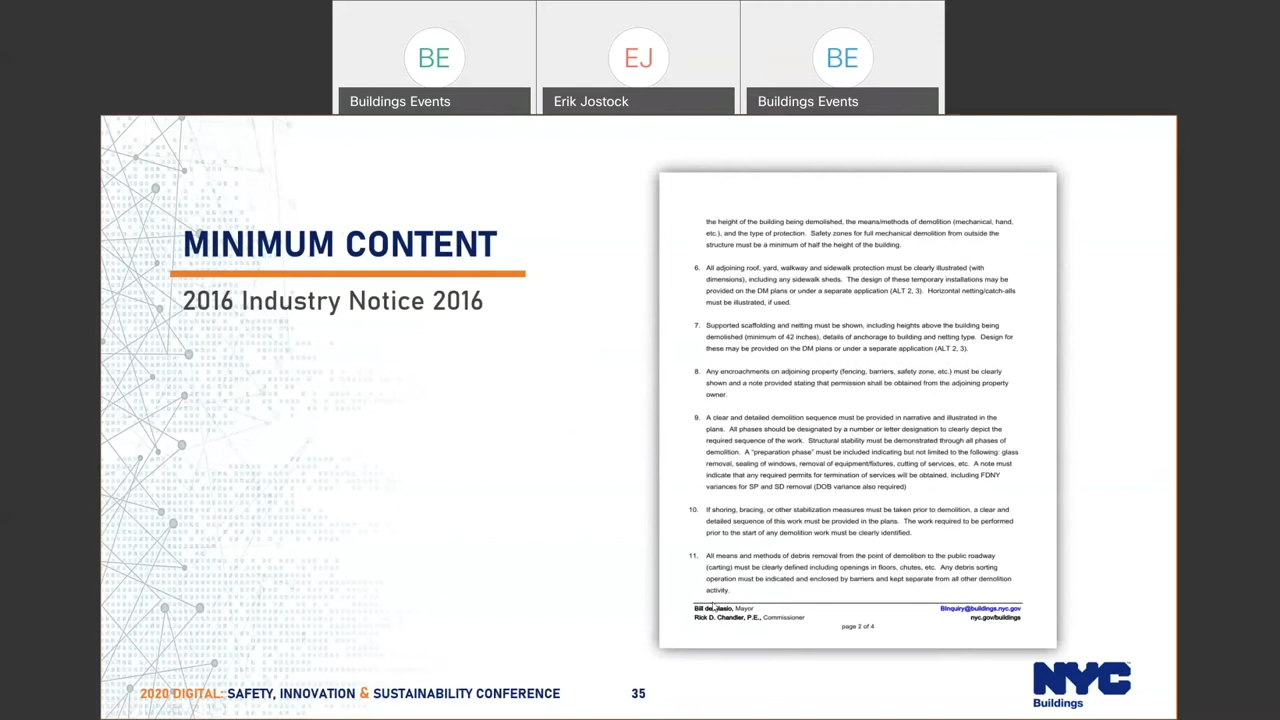 BE
EJ
BE
Buildings Events
Erik Jostock
Buildings Events
MINIMUM CONTENT
2016 Industry Notice 2016
the height of the building being demolished, the means/methods of demolition (mechanical, hand,
etc.), and the type of protection. Safety zones for full mechanical demolition from outside the
structure must be a minimum of half the height of the building.
6. All adjoining roof, yard, walkway and sidewalk protection must be clearly illustrated (with
dimensions), including any sidewalk sheds. The design of these temporary installations may be
provided on the DM plans or under a separate application (ALT 2, 3). Horizontal netting/catch-alls
must be illustrated, if used.
7. Supported scaffolding and netting must be shown, including heights above the building being
demolished (minimum of 42 inches), details of anchorage to building and netting type. Design for
these may be provided on the DM plans or under a separate application (ALT 2, 3).
8. Any encroachments on adjoining property (fencing, barriers, safety zone, etc.) must be clearly
shown and a note provided stating that permission shall be obtained from the adjoining property
owner.
9. A clear and detailed demolition sequence must be provided in narrative and illustrated in the
plans. All phases should be designated by a number or letter designation to clearly depict the
required sequence of the work. Structural stability must be demonstrated through all phases of
demolition. A “preparation phase” must be included indicating but not limited to the following: glass
removal, sealing of windows, removal of equipment/fixtures, cutting of services, etc. A note must
indicate that any required permits for termination of services will be obtained, including FDNY
variances for SP and SD removal (DOB variance also required)
10. If shoring, bracing, or other stabilization measures must be taken prior to demolition, a clear and
detailed sequence of this work must be provided in the plans. The work required to be performed
prior to the start of any demolition work must be clearly identified.
11. All means and methods of debris removal from the point of demolition to the public roadway
(carting) must be clearly defined including openings in floors, chutes, etc. Any debris sorting
operation must be indicated and enclosed by barriers and kept separate from all other demolition
activity.
Bill de Blasio, Mayor
Rick D. Chandler, P.E., Commissioner
BInquiry@buildings.nyc.gov
nyc.gov/buildings
page 2 of 4
2020 DIGITAL: SAFETY, INNOVATION & SUSTAINABILITY CONFERENCE
35
NYC
Buildings